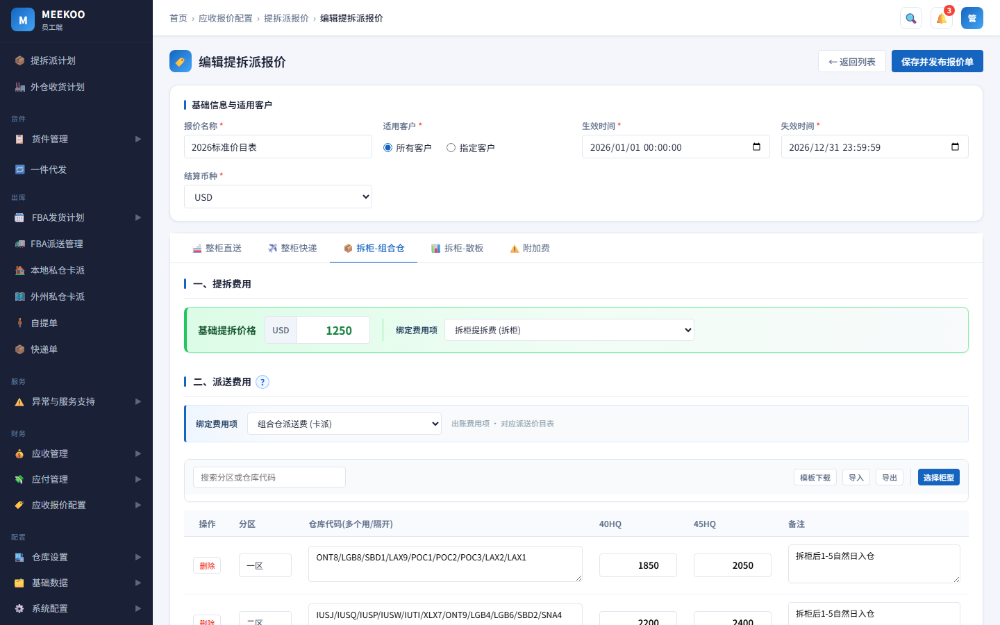 M MEEKOO
员工端
首页 › 应收报价配置 › 提拆派报价 › 编辑提拆派报价
3
管
提拆派计划
外仓收货计划
货件
货件管理
一件代发
出库
FBA发货计划
FBA派送管理
本地私仓卡派
外州私仓卡派
自提单
快递单
服务
异常与服务支持
财务
应收管理
应付管理
应收报价配置
配置
仓库设置
基础数据
系统配置
编辑提拆派报价
← 返回列表
保存并发布报价单
基础信息与适用客户
报价名称 * 适用客户 * 生效时间 * 失效时间 *
2026标准价目表 所有客户 指定客户 2026/01/01 00:00:00 2026/12/31 23:59:59
结算币种 *
USD
整柜直送 整柜快递 拆柜-组合仓 拆柜-散板 附加费
一、提拆费用
基础提拆价格 USD 1250 绑定费用项 拆柜提拆费 (拆柜)
二、派送费用 ?
绑定费用项 组合仓派送费 (卡派) 出账费用项 · 对应派送价目表
搜索分区或仓库代码 模板下载 导入 导出 选择柜型
操作 分区 仓库代码(多个用/隔开) 40HQ 45HQ 备注
删除 一区 ONT8/LGB8/SBD1/LAX9/POC1/POC2/POC3/LAX2/LAX1 1850 2050 拆柜后1-5自然日入仓
删除 二区 IUSJ/IUSQ/IUSP/IUSW/IUTI/XLX7/ONT9/LGB4/LGB6/SBD2/SNA4 2200 2400 拆柜后1-5自然日入仓